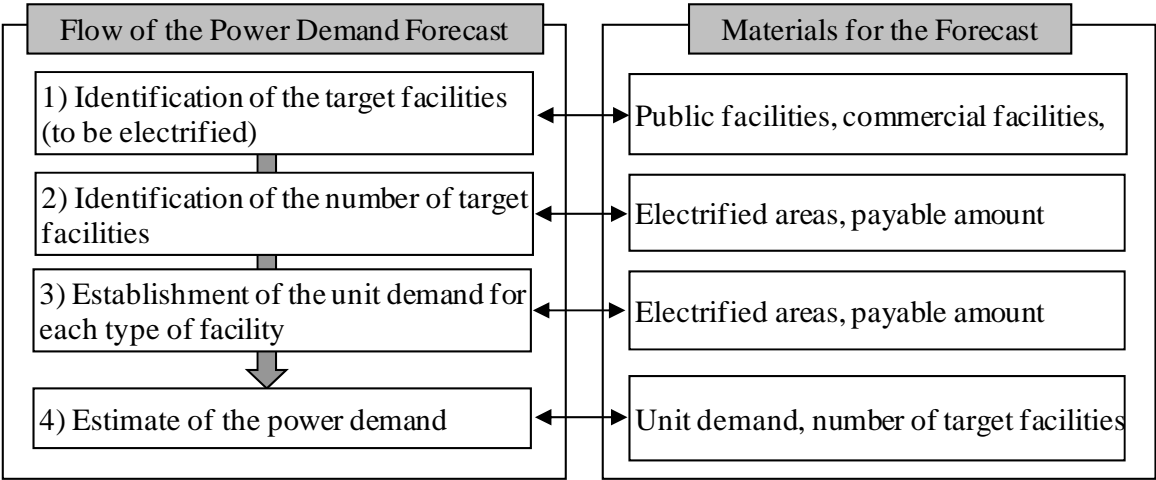 Flow of the Power Demand Forecast
1) Identification of the target facilities
(to be electrified)
2) Identification of the number of target
facilities
3) Establishment of the unit demand for
each type of facility
4) Estimate of the power demand
Materials for the Forecast
Public facilities, commercial facilities,
Electrified areas, payable amount
Electrified areas, payable amount
Unit demand, number of target facilities